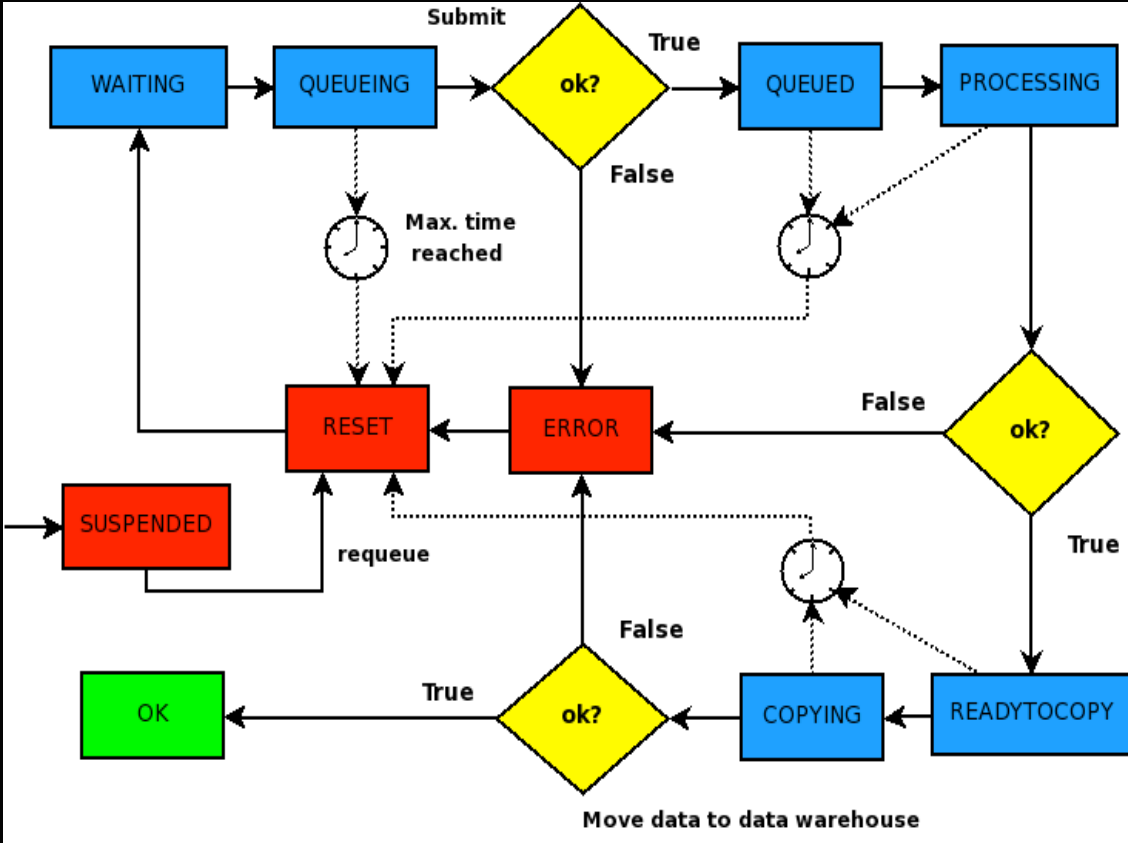 Submit
True
WAITING
QUEUEING
ok?
QUEUED
PROCESSING
False
Max. time
reached
False
RESET
ERROR
ok?
SUSPENDED
requeue
True
False
True
OK
ok?
COPYING
READYTOCOPY
Move data to data warehouse